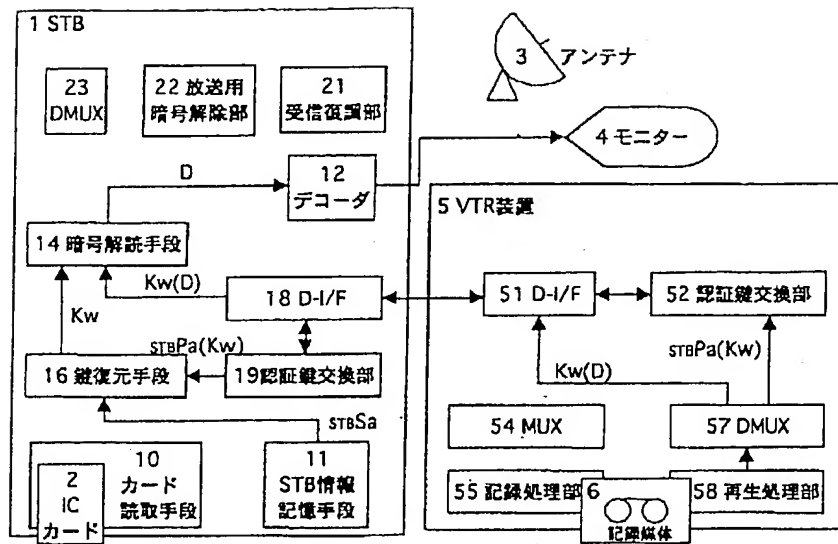 1 STB
23
DMUX
22 放送用
暗号解除部
21
受信復調部
3
アンテナ
4 モニター
D
12
デコーダ
14 暗号解読手段
Kw(D)
18 D-I/F
Kw
STBPa(Kw)
16 鍵復元手段
19認証鍵交換部
STBSa
2
IC
カード
10
カード
読取手段
11
STB情報
記憶手段
5 VTR装置
51 D-I/F
52 認証鍵交換部
STBPa(Kw)
Kw(D)
54 MUX
57 DMUX
55 記録処理部
6
記録媒体
58 再生処理部